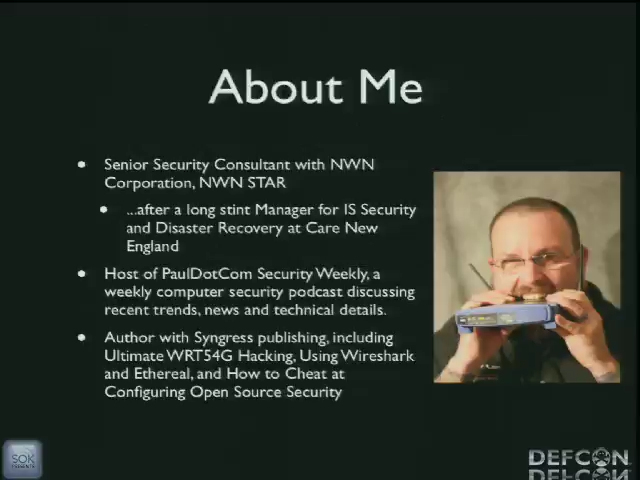 About Me
Senior Security Consultant with NWN
Corporation, NWN STAR
...after a long stint Manager for IS Security
and Disaster Recovery at Care New
England
Host of PaulDotCom Security Weekly, a
weekly computer security podcast discussing
recent trends, news and technical details.
Author with Syngress publishing, including
Ultimate WRT54G Hacking, Using Wireshark
and Ethereal, and How to Cheat at
Configuring Open Source Security
SOK
DEFCON